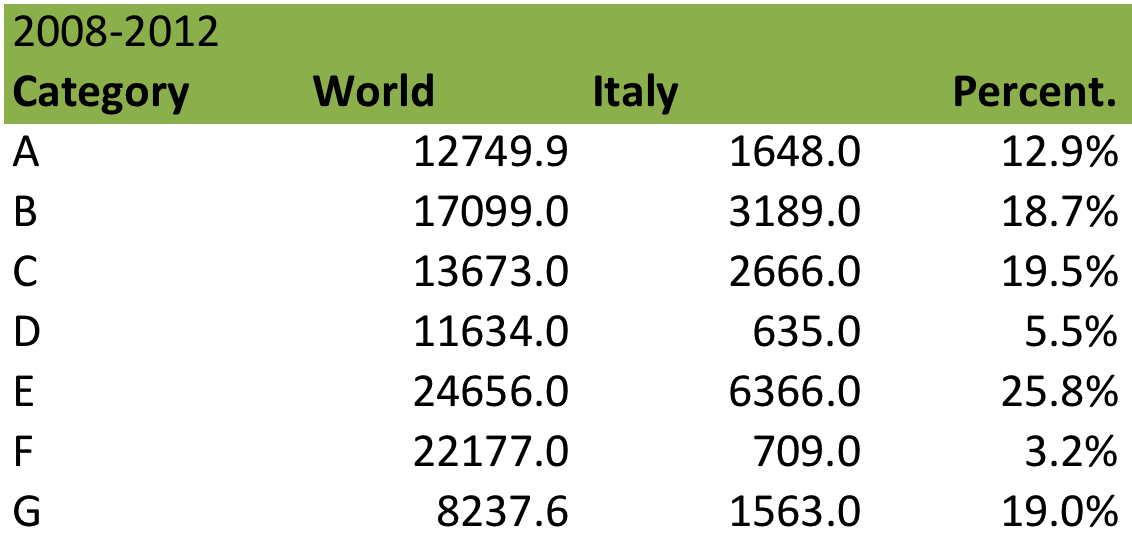 2008-2012
Category World Italy Percent.
A 12749.9 1648.0 12.9%
B 17099.0 3189.0 18.7%
C 13673.0 2666.0 19.5%
D 11634.0 635.0 5.5%
E 24656.0 6366.0 25.8%
F 22177.0 709.0 3.2%
G 8237.6 1563.0 19.0%